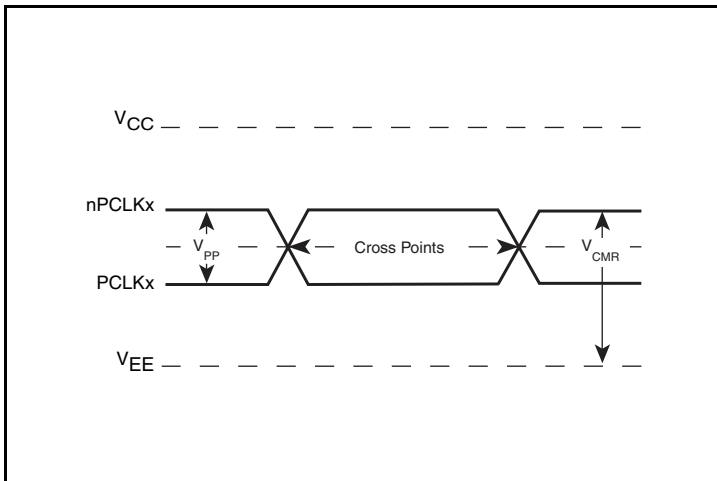 VCC
nPCLKx
VPP
Cross Points
VCMR
PCLKx
VEE